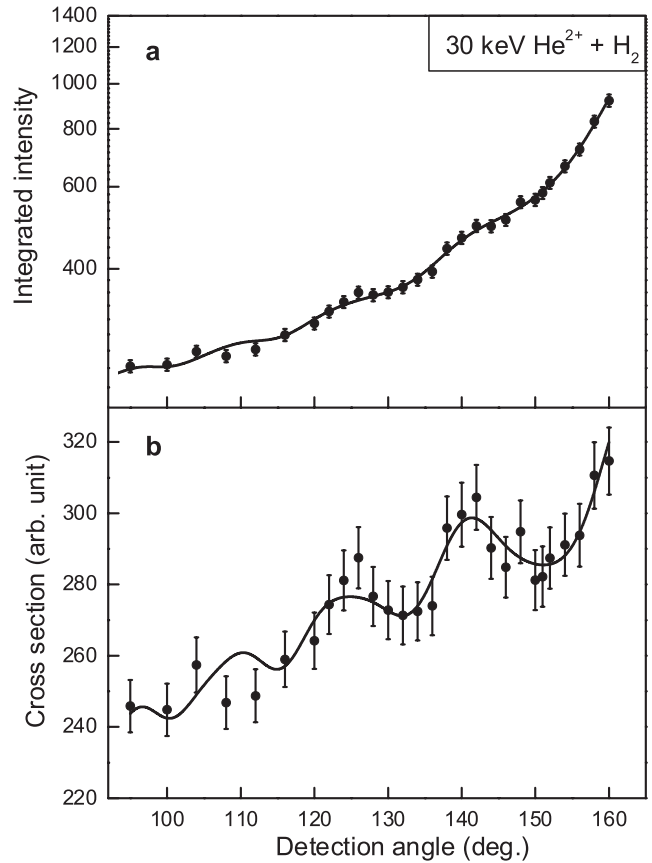 1400
1200
1000
800
600
400
Integrated intensity
a
30 keV He²⁺ + H₂
320
300
280
260
240
220
Cross section (arb. unit)
b
100 110 120 130 140 150 160
Detection angle (deg.)